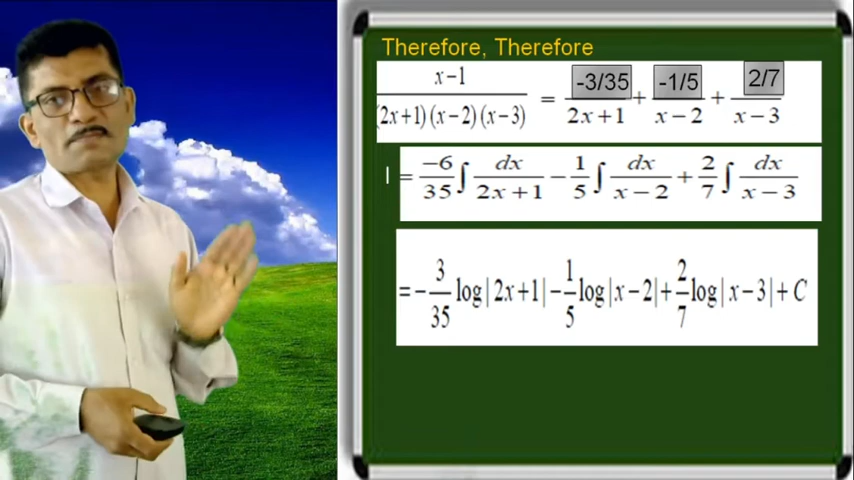 Therefore, Therefore
x−1/(2x+1)(x−2)(x−3) = -3/35/2x+1 + -1/5/x−2 + 2/7/x−3
I = −6/35 ∫ dx/2x+1 − 1/5 ∫ dx/x−2 + 2/7 ∫ dx/x−3
=−3/35 log|2x+1|−1/5 log|x−2|+2/7 log|x−3|+C